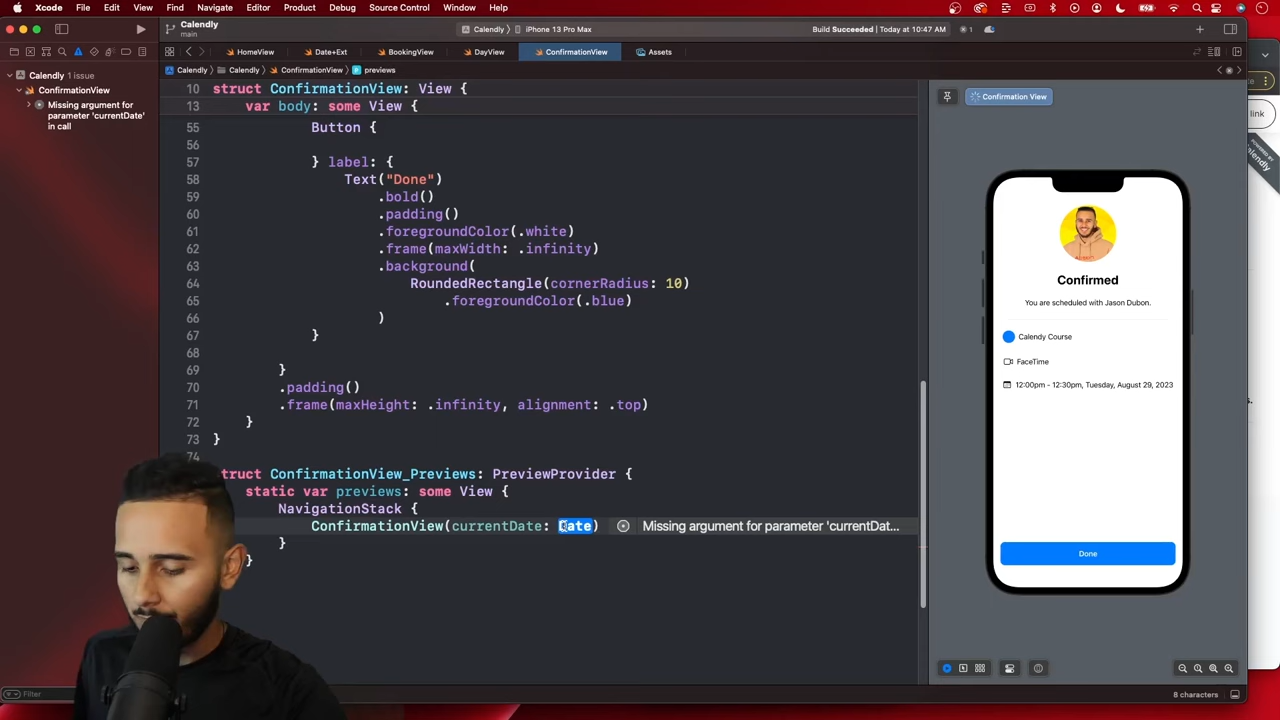 Xcode File Edit View Find Navigate Editor Product Debug Source Control Window Help
Calendly
main
Calendly iPhone 13 Pro Max
Build Succeeded | Today at 10:47 AM
1
HomeView Date+Ext BookingView DayView ConfirmationView Assets
Calendly 1 issue
ConfirmationView
Missing argument for
parameter 'currentDate'
in call
Calendly Calendly ConfirmationView previews
10 struct ConfirmationView: View {
13 var body: some View {
55 Button {
56
57 } label: {
58 Text("Done")
59 .bold()
60 .padding()
61 .foregroundColor(.white)
62 .frame(maxWidth: .infinity)
63 .background(
64 RoundedRectangle(cornerRadius: 10)
65 .foregroundColor(.blue)
66 )
67 }
68
69 }
70 .padding()
71 .frame(maxHeight: .infinity, alignment: .top)
72 }
73 }
74
struct ConfirmationView_Previews: PreviewProvider {
static var previews: some View {
NavigationStack {
ConfirmationView(currentDate: Date) Missing argument for parameter 'currentDat...
}
}
Confirmation View
Confirmed
You are scheduled with Jason Dubon.
Calendy Course
FaceTime
12:00pm - 12:30pm, Tuesday, August 29, 2023
Done
link
POWERED BY
Calendly
Filter
8 characters